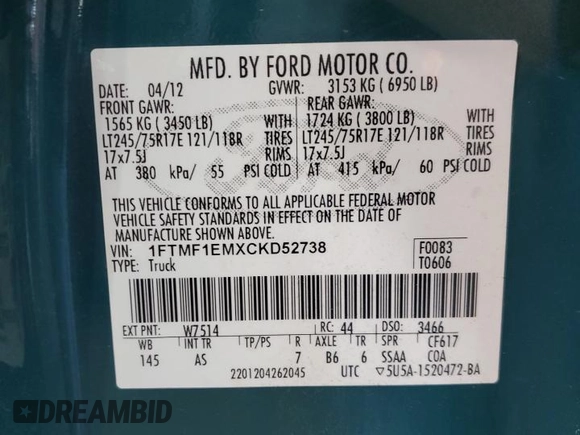 MFD. BY FORD MOTOR CO.
DATE: 04/12 GVWR: 3153 KG ( 6950 LB)
FRONT GAWR: REAR GAWR:
1565 KG ( 3450 LB) WITH 1724 KG ( 3800 LB) WITH
LT245/75R17E 121/118R TIRES LT245/75R17E 121/118R TIRES
17x7.5J RIMS 17x7.5J RIMS
AT 380 kPa/ 55 PSI COLD AT 415 kPa/ 60 PSI COLD
THIS VEHICLE CONFORMS TO ALL APPLICABLE FEDERAL MOTOR
VEHICLE SAFETY STANDARDS IN EFFECT ON THE DATE OF
MANUFACTURE SHOWN ABOVE.
VIN: 1FTMF1EMXCKD52738 F0083
TYPE: Truck T0606
EXT PNT: W7514 RC: 44 DSO: 3466
WB INT TR TP/PS R AXLE TR SPR CF617
145 AS 7 B6 6 SSAA COA
2201204262045 UTC ▽5U5A-1520472-BA
Ford
DREAMBID